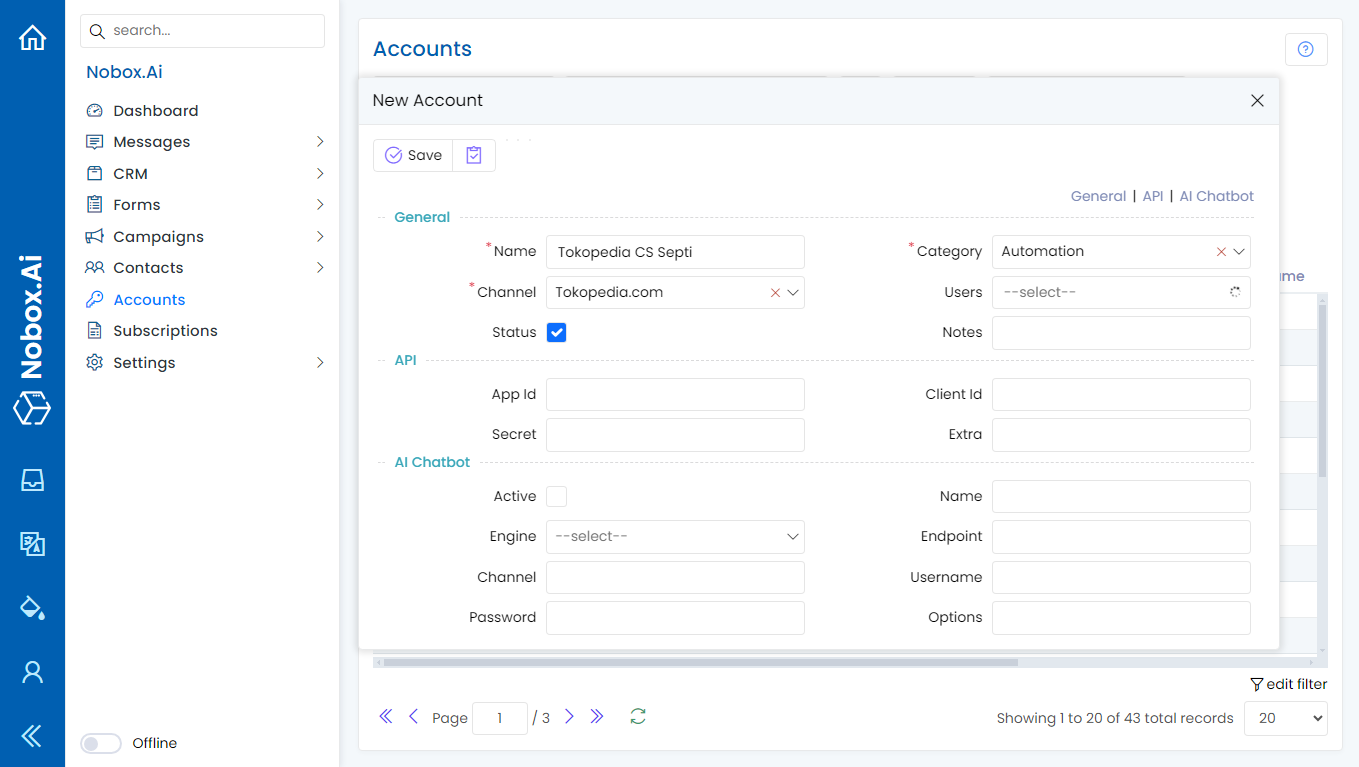 search...
Nobox.Ai
Dashboard
Messages
CRM
Forms
Campaigns
Contacts
Accounts
Subscriptions
Settings
Offline
Nobox.Ai
Accounts
New Account
Save
General | API | AI Chatbot
General
*Name Tokopedia CS Septi *Category Automation
*Channel Tokopedia.com Users --select--
Status Notes
API
App Id Client Id
Secret Extra
AI Chatbot
Active Name
Engine --select-- Endpoint
Channel Username
Password Options
edit filter
Page 1 / 3 Showing 1 to 20 of 43 total records 20